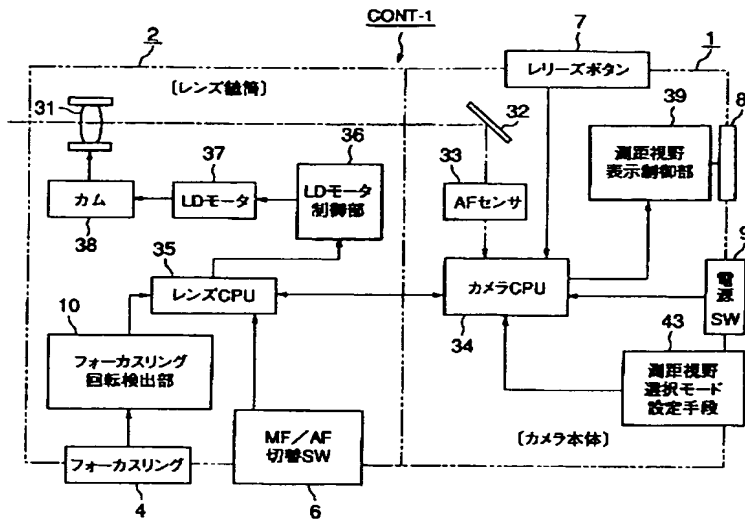 CONT-1
2
7
1
〔レンズ鏡筒〕
レリーズボタン
31
32
39
8
36
測距視野
表示制御部
37
33
LDモータ
制御部
カム
LDモータ
AFセンサ
38
35
9
レンズCPU
カメラCPU
電源
SW
10
34
43
フォーカスリング
回転検出部
測距視野
選択モード
設定手段
MF/AF
切替SW
〔カメラ本体〕
フォーカスリング
4
6